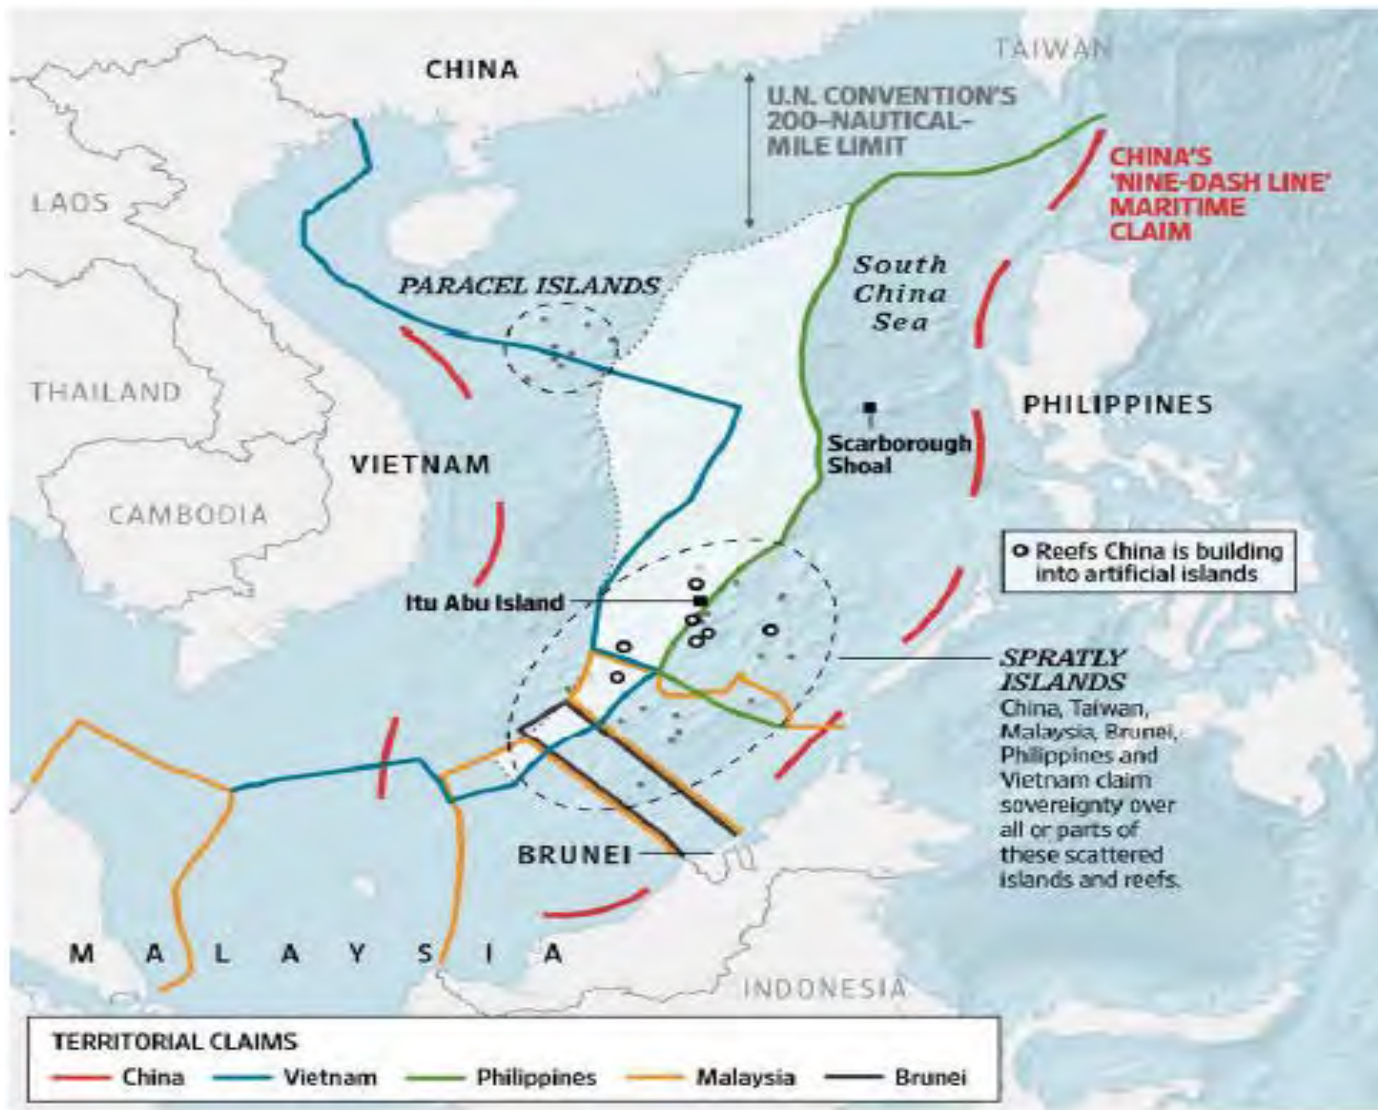 TAIWAN
CHINA
U.N. CONVENTION'S
200-NAUTICAL-
MILE LIMIT
CHINA'S
'NINE-DASH LINE'
MARITIME
CLAIM
LAOS
South
China
Sea
PARACEL ISLANDS
THAILAND
PHILIPPINES
Scarborough
Shoal
VIETNAM
CAMBODIA
Reefs China is building
into artificial islands
Itu Abu Island
SPRATLY
ISLANDS
China, Taiwan,
Malaysia, Brunei,
Philippines and
Vietnam claim
sovereignty over
all or parts of
these scattered
islands and reefs.
BRUNEI
MALAYSIA
INDONESIA
TERRITORIAL CLAIMS
China Vietnam Philippines Malaysia Brunei